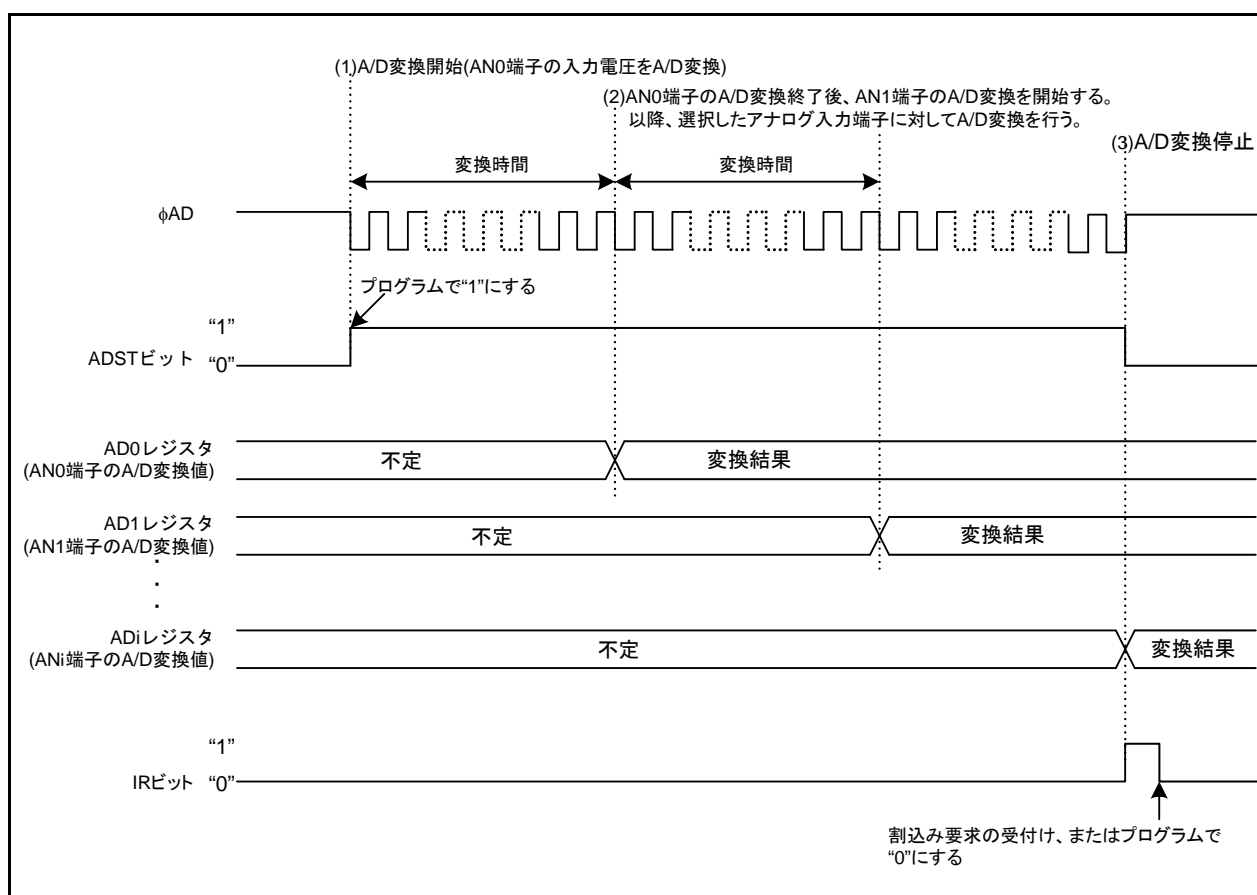 (1)A/D変換開始(AN0端子の入力電圧をA/D変換)
(2)AN0端子のA/D変換終了後、AN1端子のA/D変換を開始する。
以降、選択したアナログ入力端子に対してA/D変換を行う。
(3)A/D変換停止
変換時間
変換時間
φAD
プログラムで“1”にする
“1”
ADSTビット “0”
AD0レジスタ
(AN0端子のA/D変換値)
不定
変換結果
AD1レジスタ
(AN1端子のA/D変換値)
不定
変換結果
・
・
・
ADiレジスタ
(ANi端子のA/D変換値)
不定
変換結果
“1”
IRビット “0”
割込み要求の受付け、またはプログラムで
“0”にする